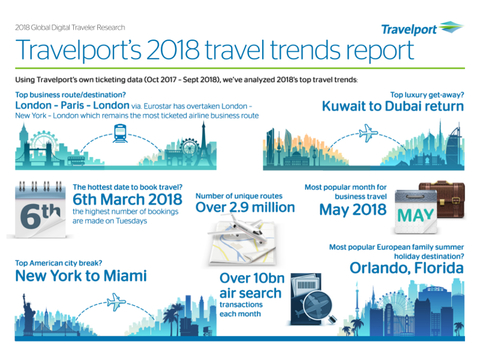 2018 Global Digital Traveler Research
Travelport
Travelport's 2018 travel trends report
Using Travelport's own ticketing data (Oct 2017 - Sept 2018), we've analyzed 2018's top travel trends:
Top business route/destination?
London - Paris - London via Eurostar has overtaken London -
New York - London which remains the most ticketed airline business route
Top luxury get-away?
Kuwait to Dubai return
6th
The hottest date to book travel?
6th March 2018
the highest number of bookings
are made on Tuesdays
Number of unique routes
Over 2.9 million
Most popular month for
business travel
May 2018
MAY
Top American city break?
New York to Miami
Over 10bn
air search
transactions
each month
Most popular European family summer
holiday destination?
Orlando, Florida